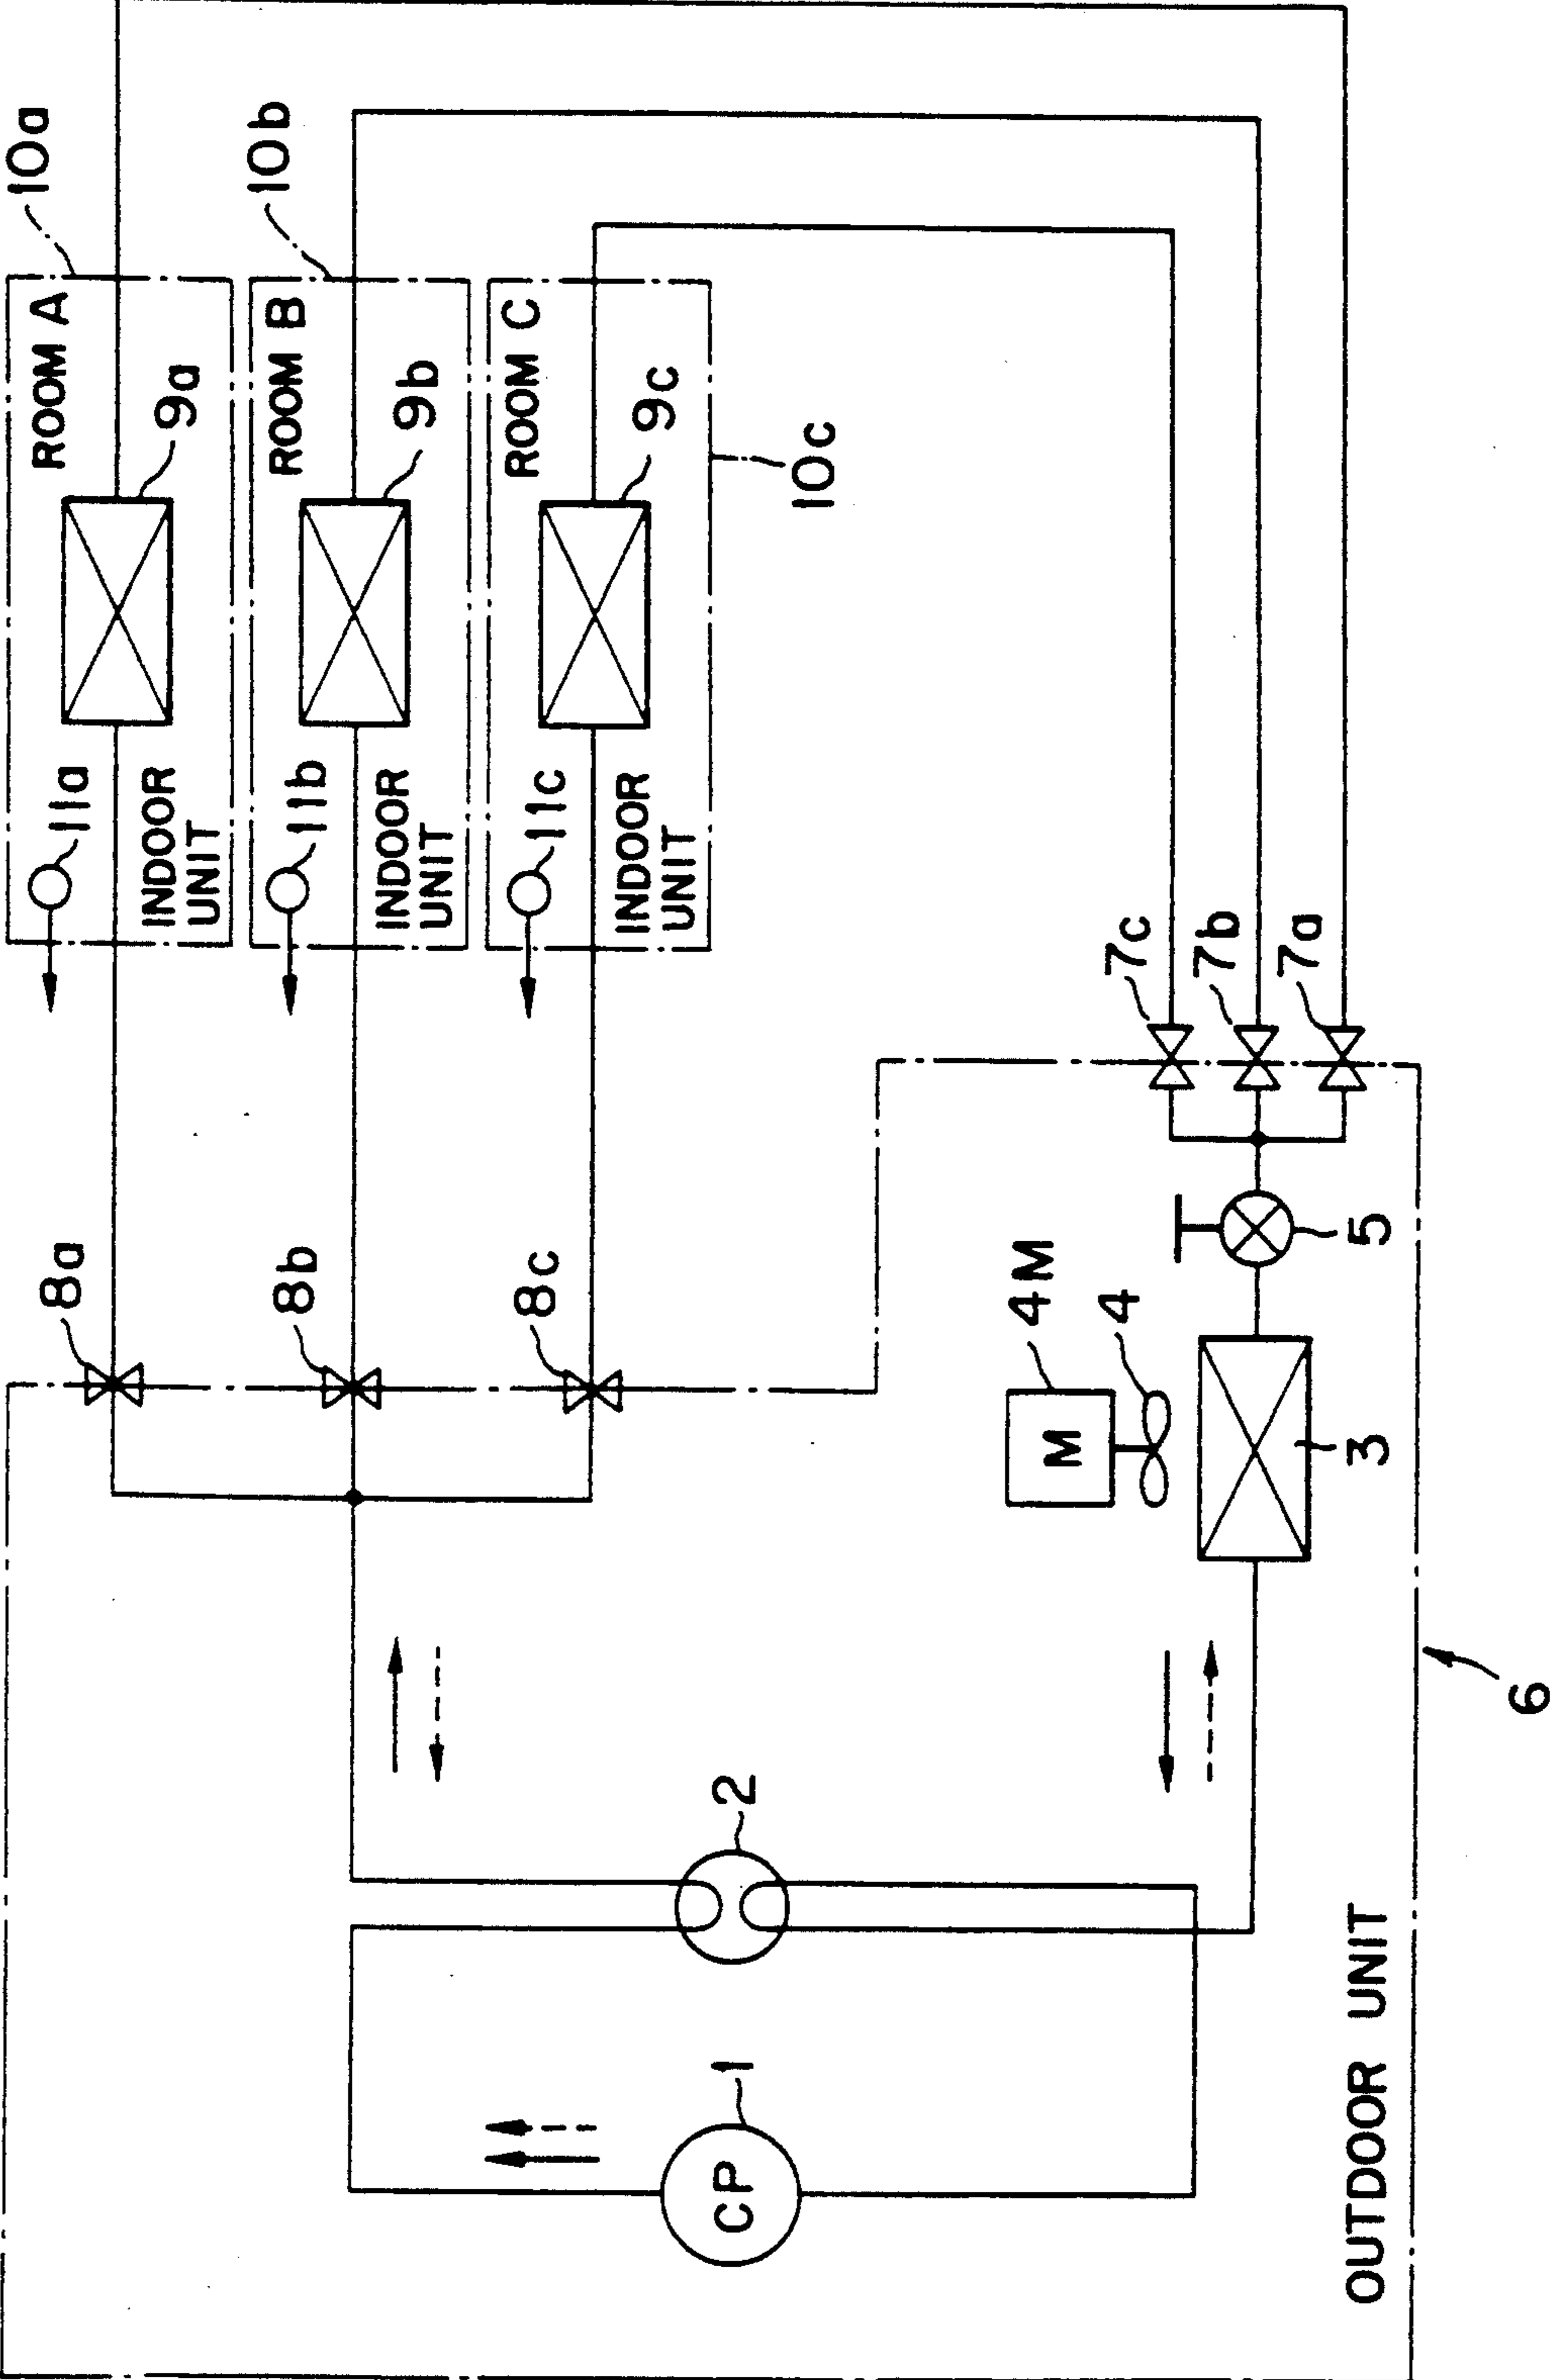 10a
ROOM A
9a
11a
INDOOR
UNIT
10b
ROOM B
9b
11b
INDOOR
UNIT
ROOM C
9c
10c
11c
INDOOR
UNIT
8a
8b
8c
7c
7b
7a
5
4M
4
M
3
2
1
CP
6
OUTDOOR UNIT